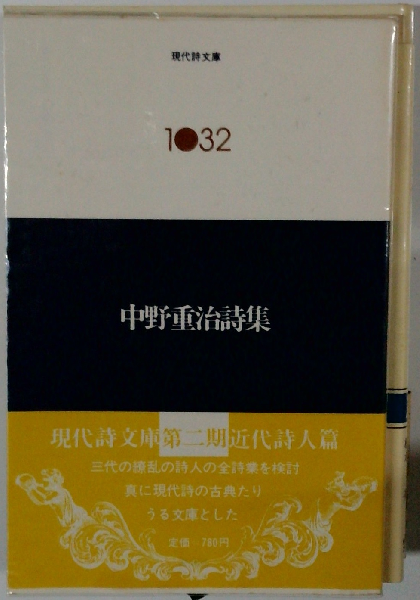 現代詩文庫
1●32
中野重治詩集
現代詩文庫第二期近代詩人篇
三代の撩乱の詩人の全詩業を検討
真に現代詩の古典たり
うる文庫とした
定価 780円